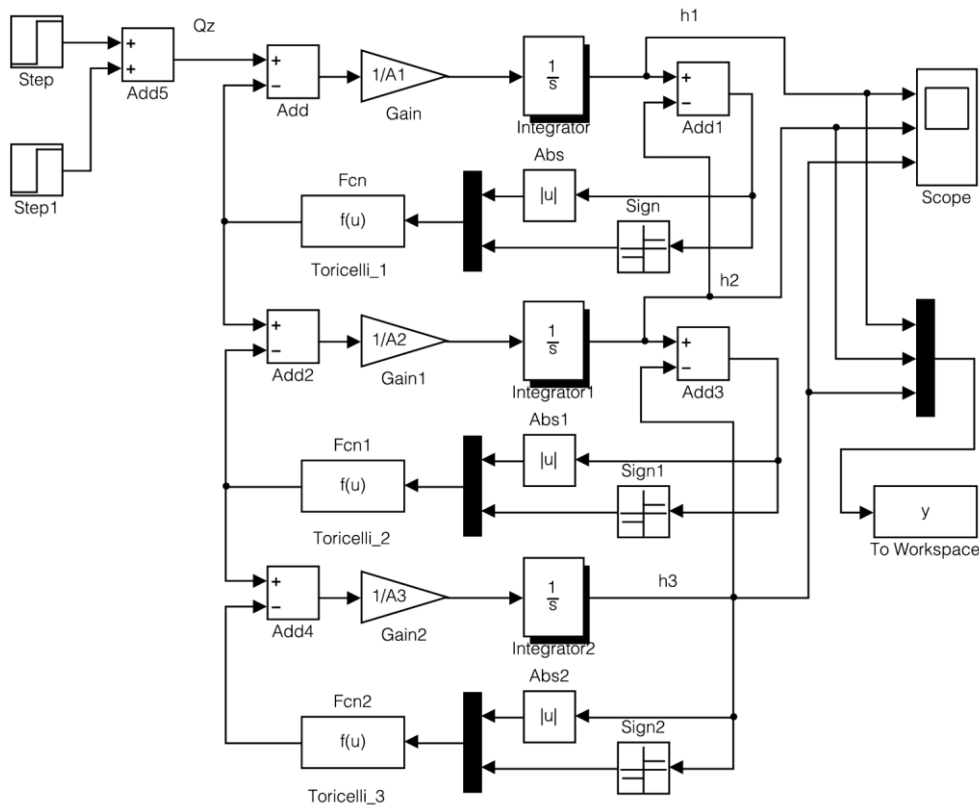 h1
Qz
Step
+
+
Add5
+
−
Add
1/A1
Gain
1
s
Integrator
+
−
Add1
Scope
Step1
Fcn
f(u)
Toricelli_1
Abs
|u|
Sign
h2
+
−
Add2
1/A2
Gain1
1
s
Integrator1
+
−
Add3
Fcn1
f(u)
Toricelli_2
Abs1
|u|
Sign1
y
To Workspace
h3
+
−
Add4
1/A3
Gain2
1
s
Integrator2
Fcn2
f(u)
Toricelli_3
Abs2
|u|
Sign2